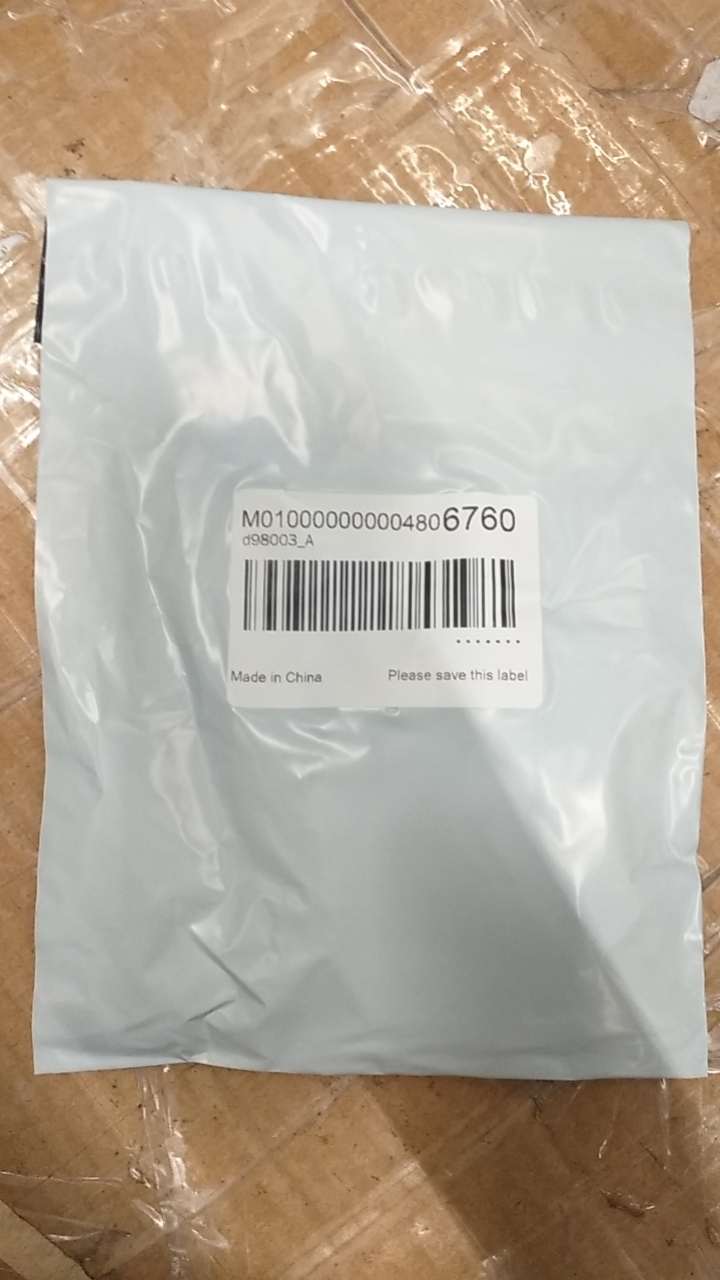 M010000000004806760
d98003_A
Made in China Please save this label